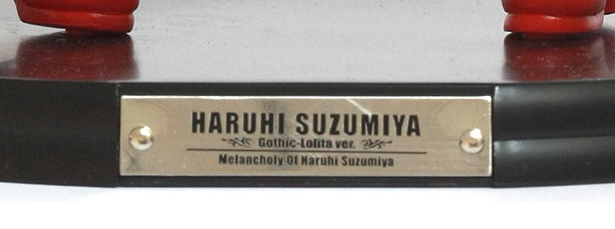 HARUHI SUZUMIYA
Gothic-Lolita ver.
Melancholy Of Haruhi Suzumiya